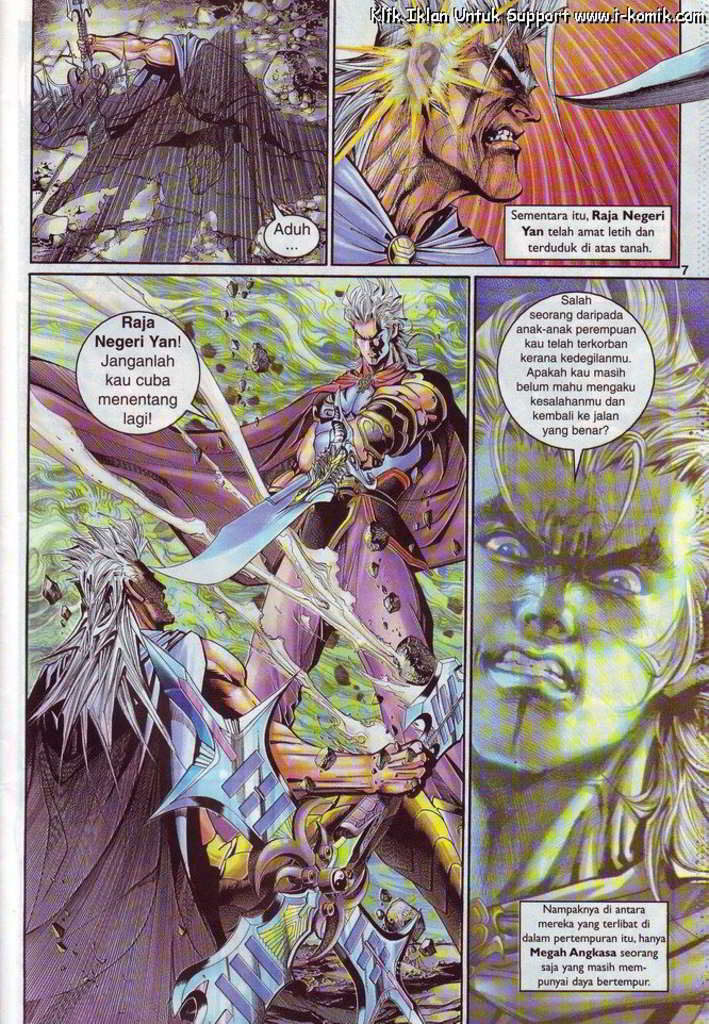 Klik Iklan Untuk Support www.i-komik.com
Aduh
...
Sementara itu, Raja Negeri
Yan telah amat letih dan
terduduk di atas tanah.
7
Raja
Negeri Yan!
Janganlah
kau cuba
menentang
lagi!
Salah
seorang daripada
anak-anak perempuan
kau telah terkorban
kerana kedegilanmu.
Apakah kau masih
belum mahu mengaku
kesalahanmu dan
kembali ke jalan
yang benar?
Nampaknya di antara
mereka yang terlibat di
dalam pertempuran itu, hanya
Megah Angkasa seorang
saja yang masih mem-
punyai daya bertempur.